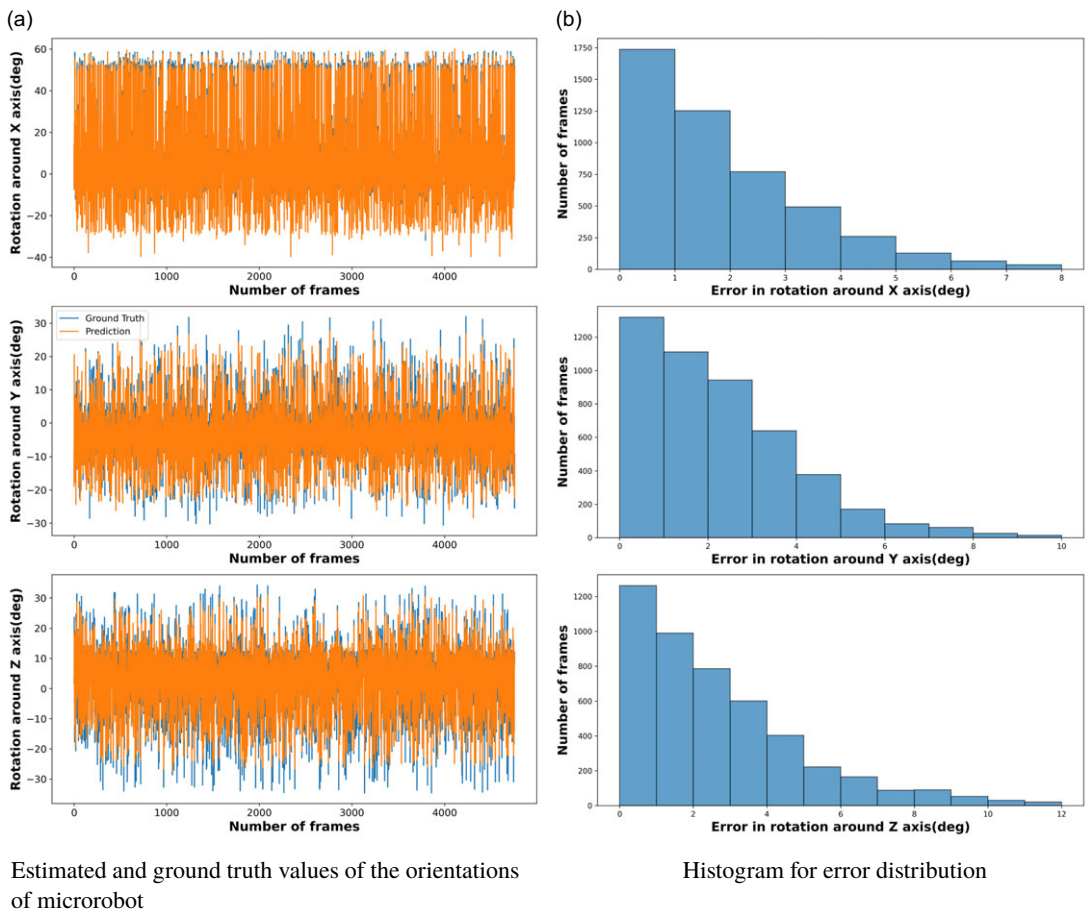 (a)
(b)
60
40
20
0
−20
−40
Rotation around X axis(deg)
0 1000 2000 3000 4000
Number of frames
1750
1500
1250
1000
750
500
250
0
Number of frames
0 1 2 3 4 5 6 7 8
Error in rotation around X axis(deg)
Ground Truth
Prediction
30
20
10
0
−10
−20
−30
Rotation around Y axis(deg)
0 1000 2000 3000 4000
Number of frames
1200
1000
800
600
400
200
0
Number of frames
0 2 4 6 8 10
Error in rotation around Y axis(deg)
30
20
10
0
−10
−20
−30
Rotation around Z axis(deg)
0 1000 2000 3000 4000
Number of frames
1200
1000
800
600
400
200
0
Number of frames
0 2 4 6 8 10 12
Error in rotation around Z axis(deg)
Estimated and ground truth values of the orientations
of microrobot
Histogram for error distribution